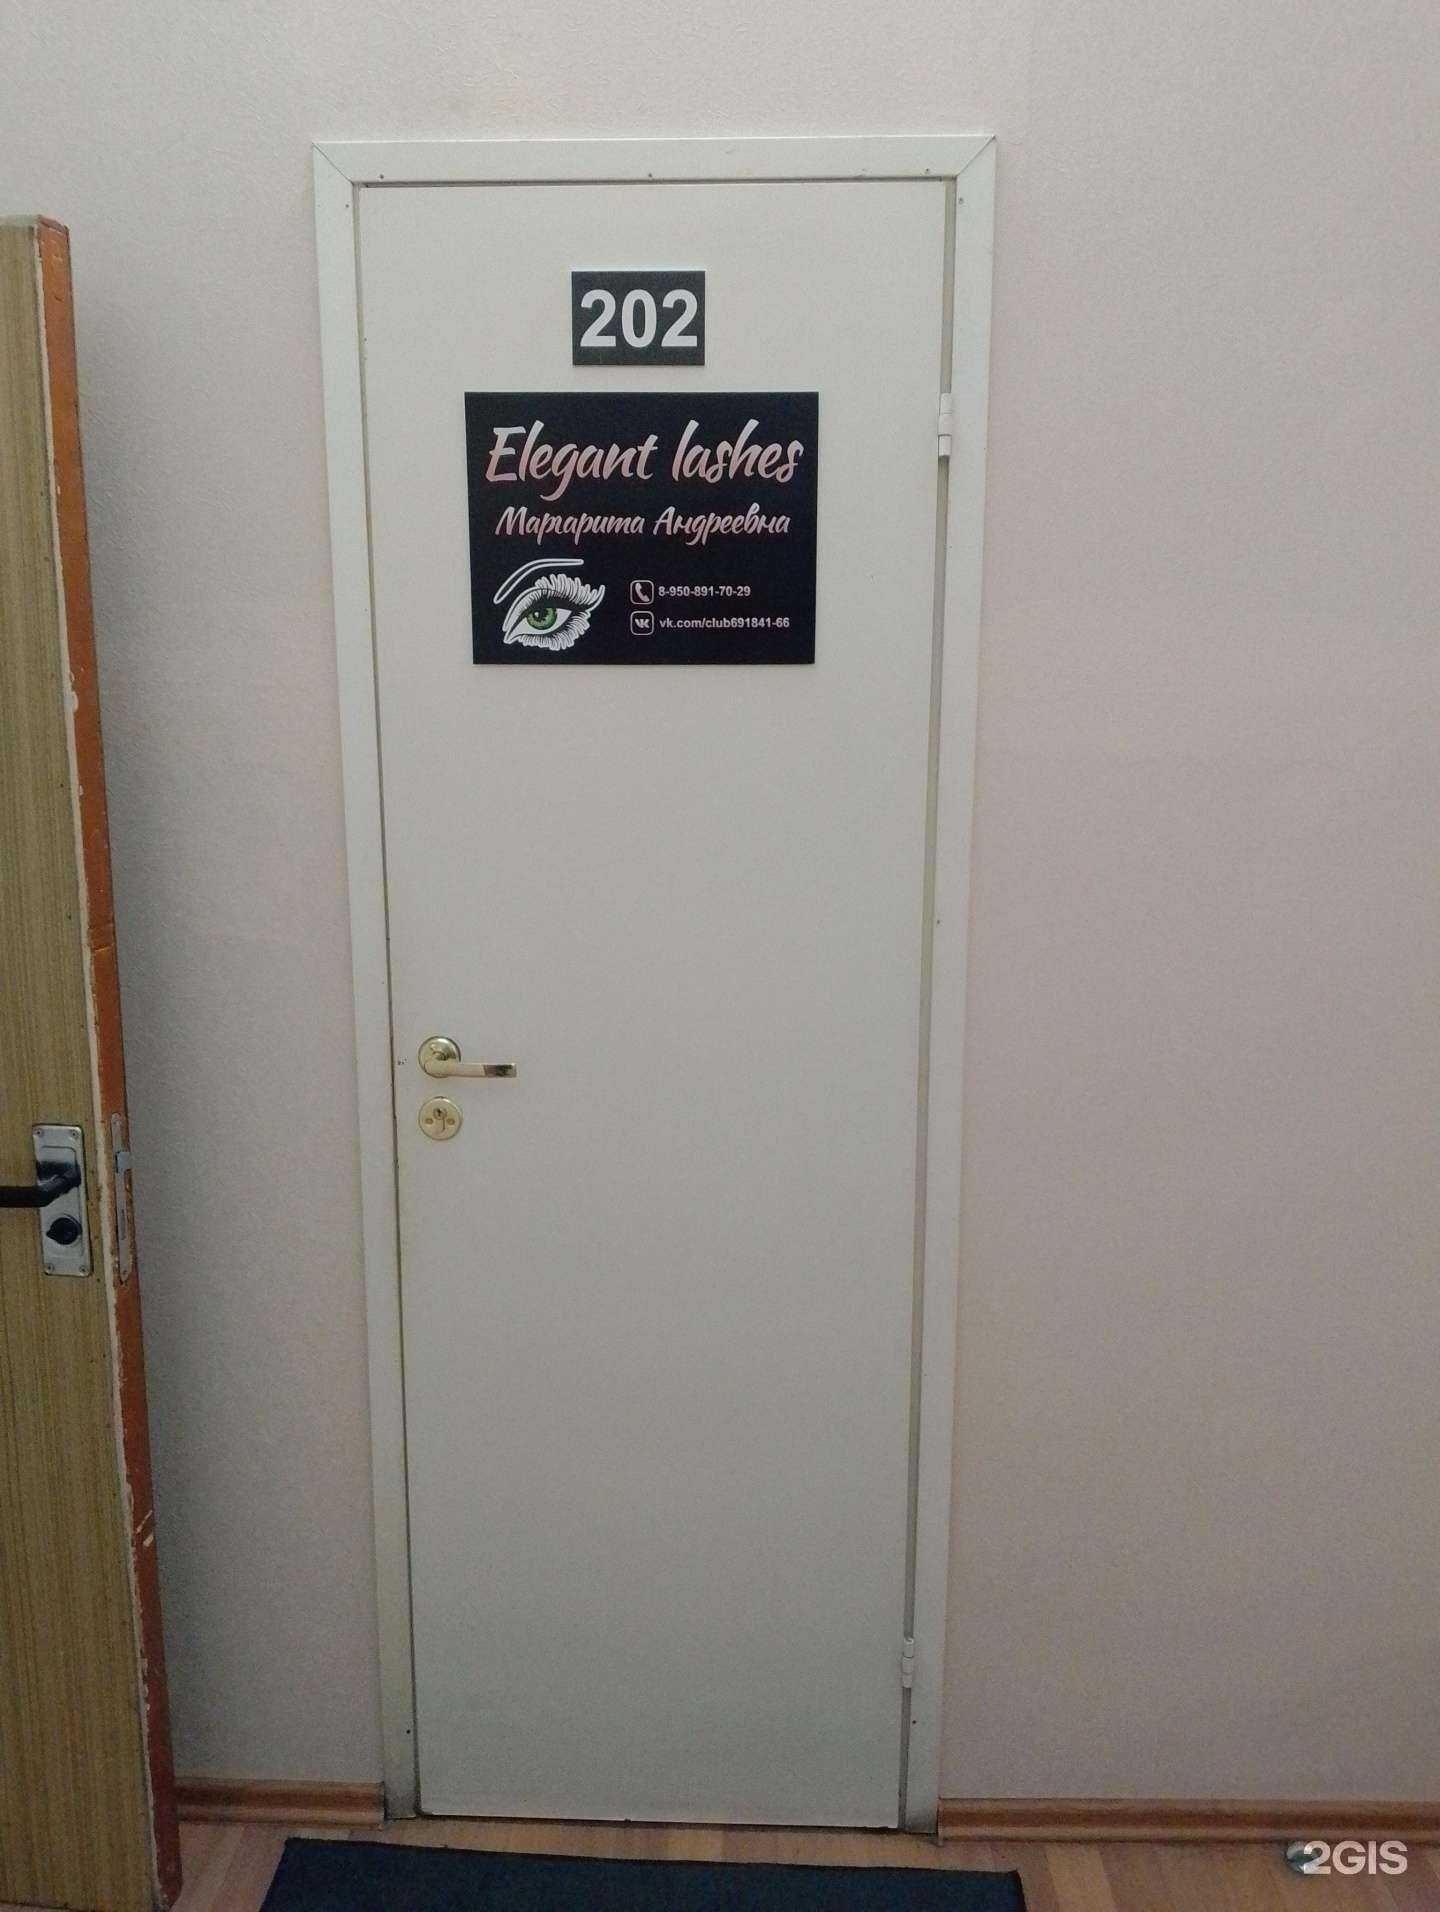 202
Elegant lashes
Маргарита Андреевна
8-950-891-70-29
vk.com/club691841-66
2GIS